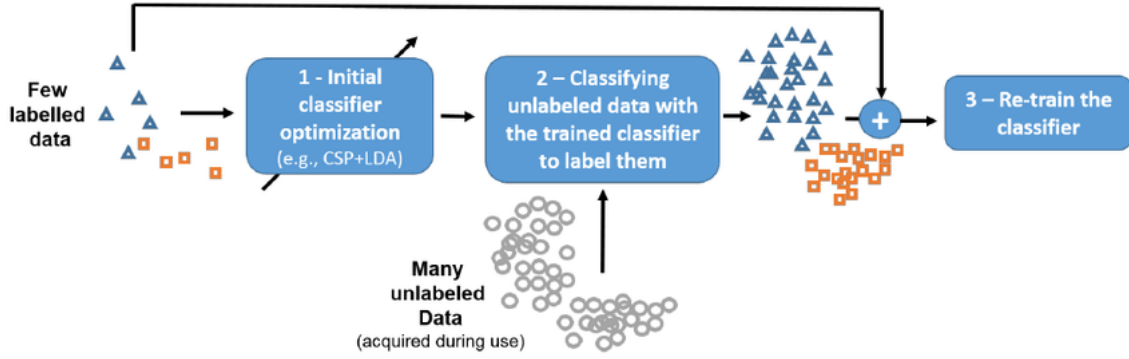 Few
labelled
data
1 - Initial
classifier
optimization
(e.g., CSP+LDA)
2 – Classifying
unlabeled data with
the trained classifier
to label them
+
3 – Re-train the
classifier
Many
unlabeled
Data
(acquired during use)